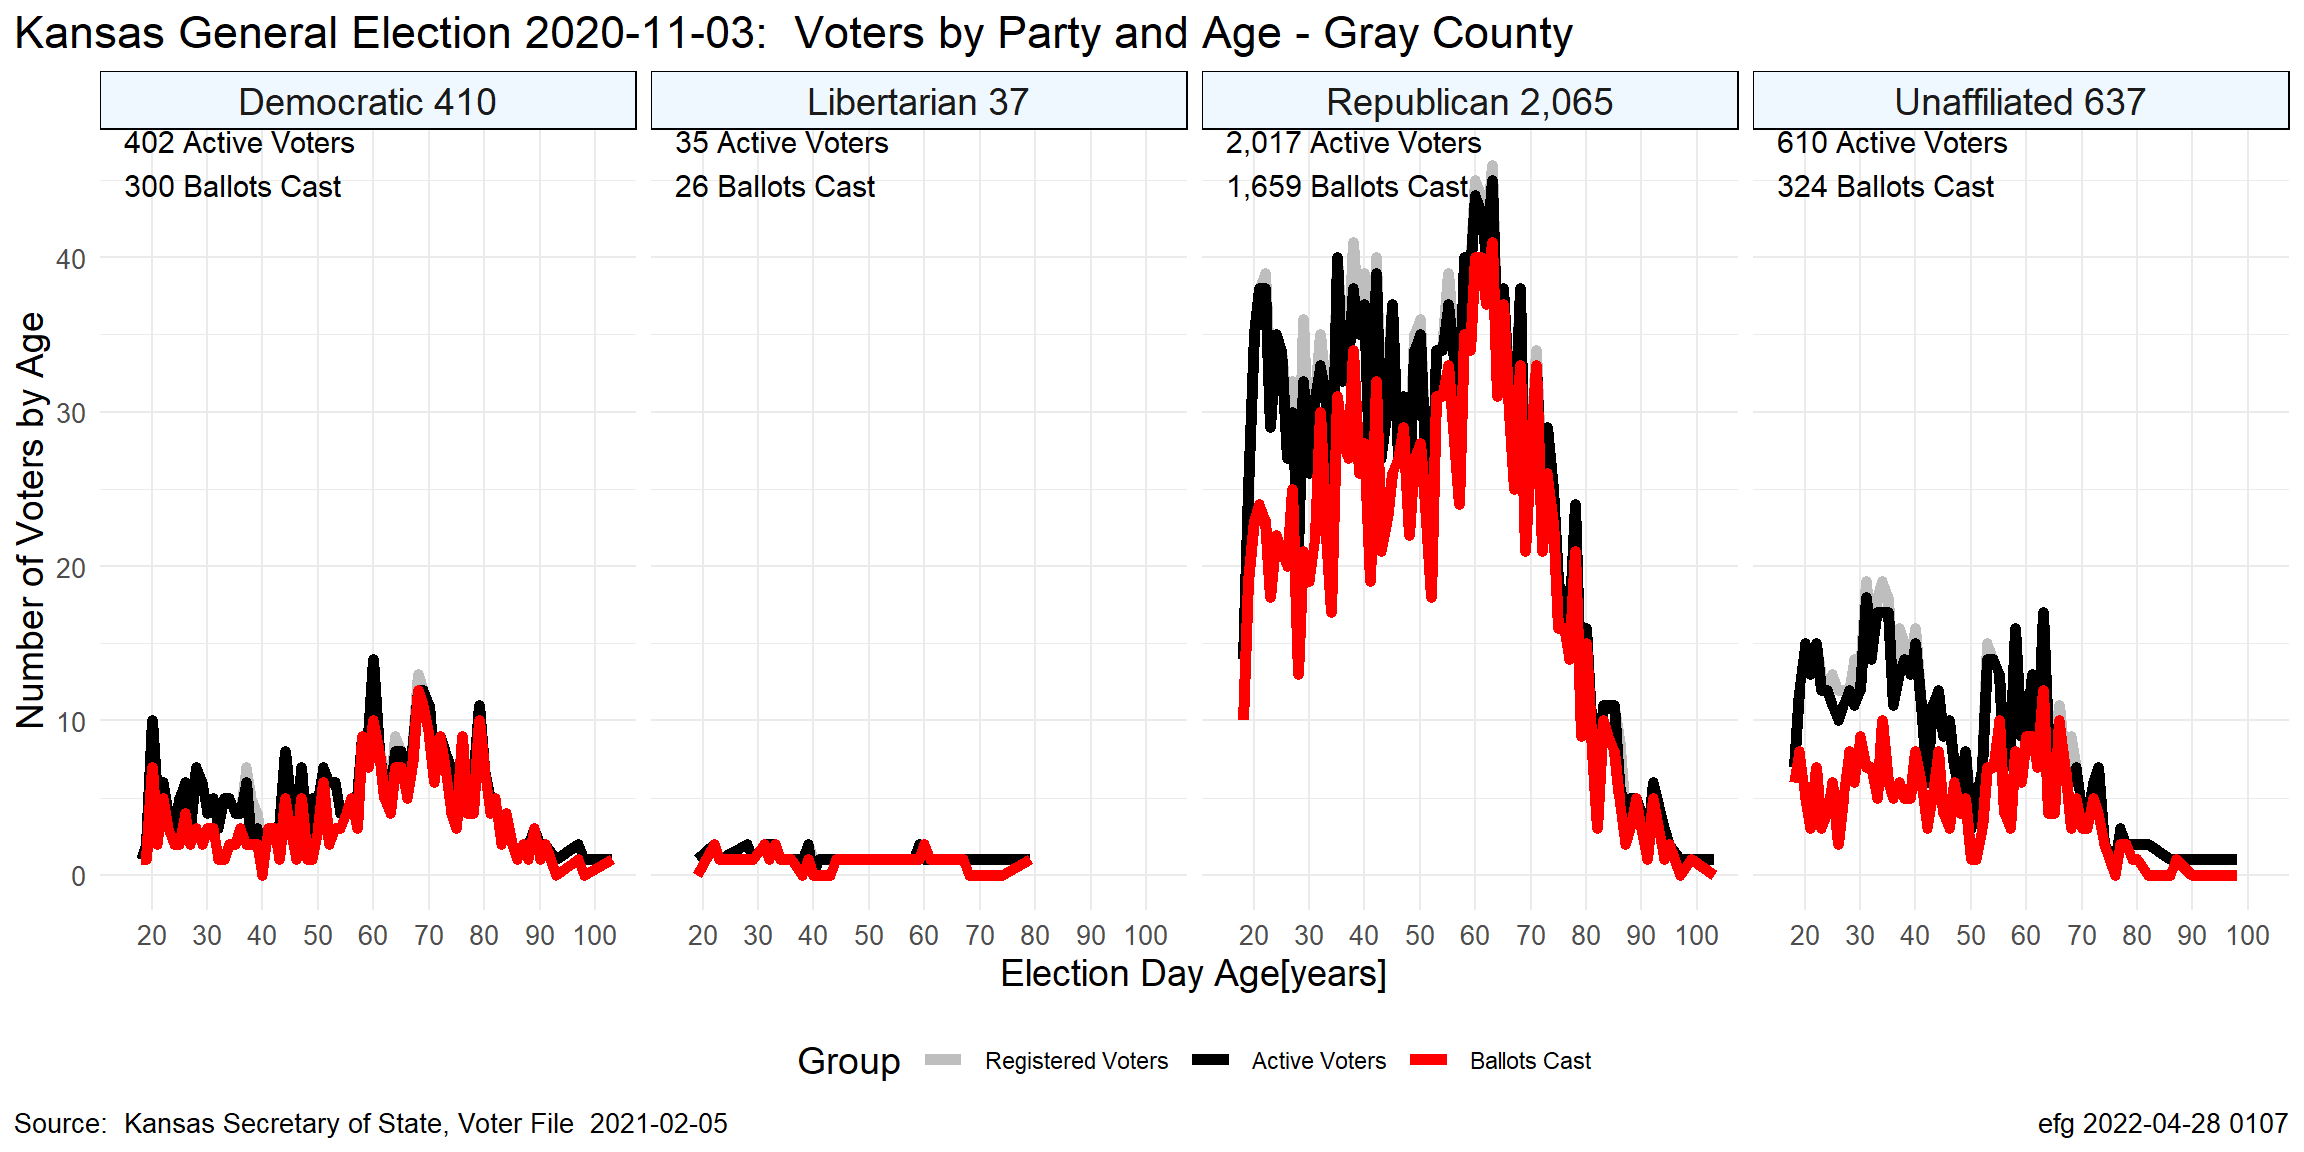 Kansas General Election 2020-11-03:  Voters by Party and Age - Gray County
Democratic 410
Libertarian 37
Republican 2,065
Unaffiliated 637
402 Active Voters
300 Ballots Cast
35 Active Voters
26 Ballots Cast
2,017 Active Voters
1,659 Ballots Cast
610 Active Voters
324 Ballots Cast
Number of Voters by Age
40
30
20
10
0
20 30 40 50 60 70 80 90 100
20 30 40 50 60 70 80 90 100
20 30 40 50 60 70 80 90 100
20 30 40 50 60 70 80 90 100
Election Day Age[years]
Group Registered Voters Active Voters Ballots Cast
Source:  Kansas Secretary of State, Voter File  2021-02-05
efg 2022-04-28 0107